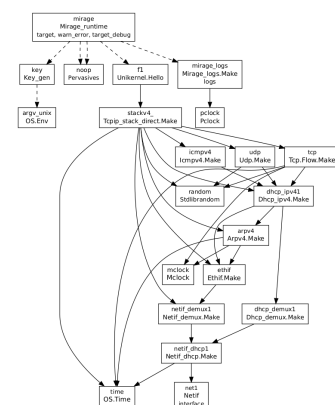 mirage
Mirage_runtime
target, warn_error, target_debug
key
Key_gen
noop
Pervasives
f1
Unikernel.Hello
mirage_logs
Mirage_logs.Make
logs
argv_unix
OS.Env
stackv4_
Tcpip_stack_direct.Make
pclock
Pclock
icmpv4
Icmpv4.Make
udp
Udp.Make
tcp
Tcp.Flow.Make
random
Stdlibrandom
dhcp_ipv41
Dhcp_ipv4.Make
arpv4
Arpv4.Make
mclock
Mclock
ethif
Ethif.Make
netif_demux1
Netif_demux.Make
dhcp_demux1
Dhcp_demux.Make
netif_dhcp1
Netif_dhcp.Make
time
OS.Time
net1
Netif
interface